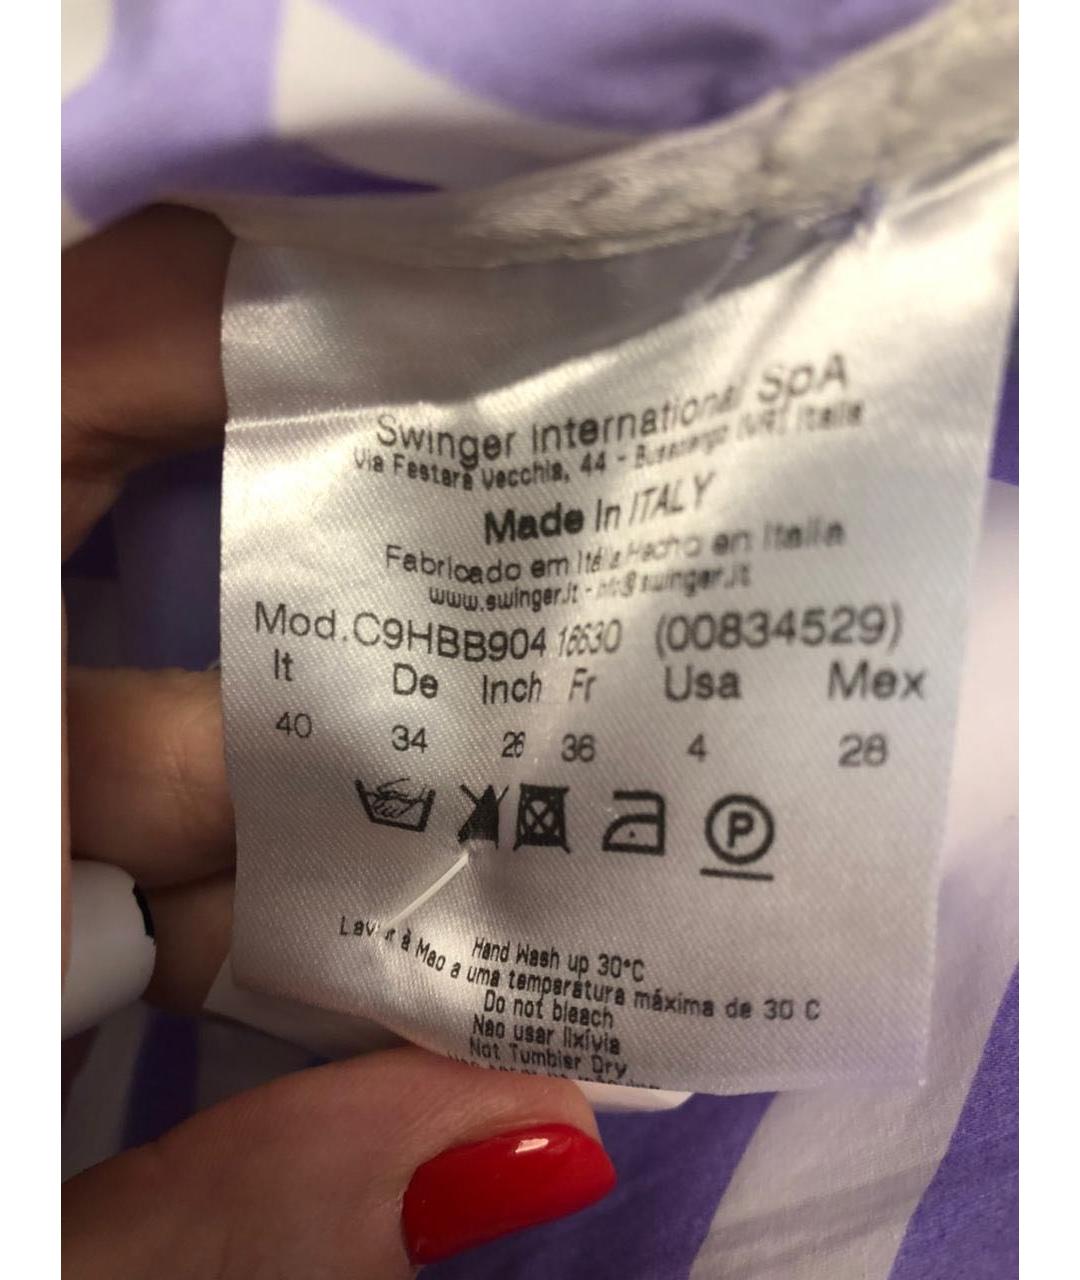 Swinger International SpA
Via Festara Vecchia, 44 - Bussolengo (VR) Italia
Made In ITALY
Fabricado em Itália Hecho en Italia
www.swinger.it - info@swinger.it
Mod.C9HBB904 16630 (00834529)
It De Inch Fr Usa Mex
40 34 26 36 4 28
P
Lavar à Mao a uma temperatura máxima de 30 C
Hand Wash up 30°C
Do not bleach
Nao usar lixívia
Not Tumbler Dry